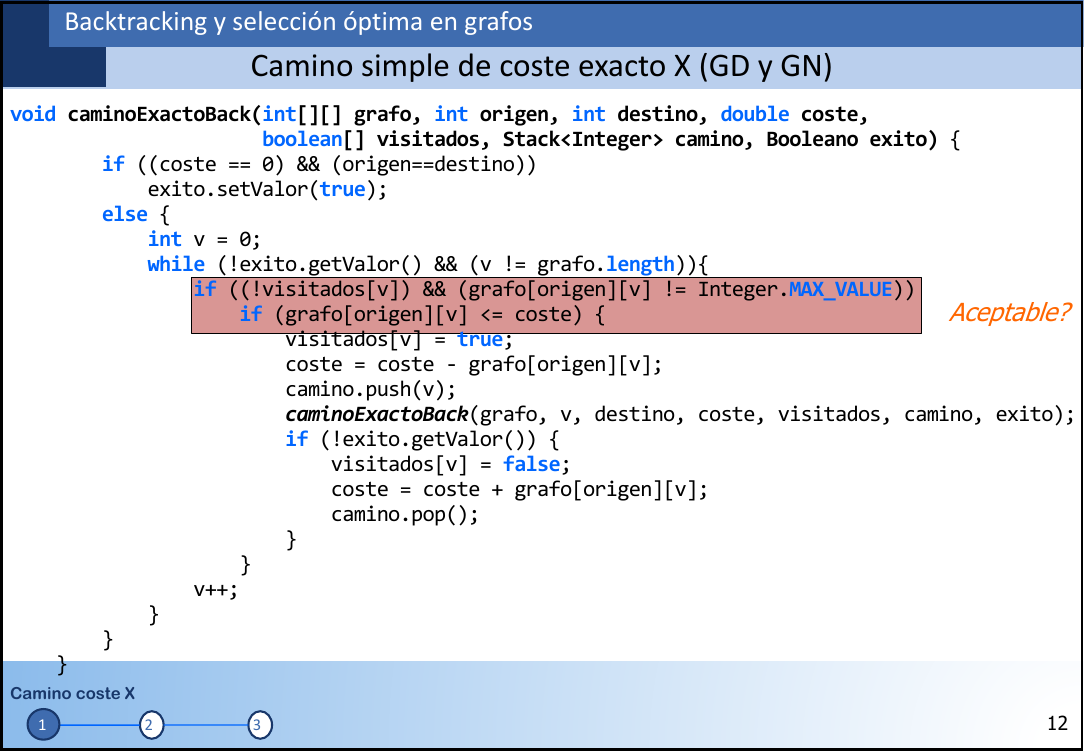 Backtracking y selección óptima en grafos
Camino simple de coste exacto X (GD y GN)
void caminoExactoBack(int[][] grafo, int origen, int destino, double coste,
boolean[] visitados, Stack<Integer> camino, Booleano exito) {
if ((coste == 0) && (origen==destino))
exito.setValor(true);
else {
int v = 0;
while (!exito.getValor() && (v != grafo.length)){
if ((!visitados[v]) && (grafo[origen][v] != Integer.MAX_VALUE))
if (grafo[origen][v] <= coste) {
Aceptable?
visitados[v] = true;
coste = coste - grafo[origen][v];
camino.push(v);
caminoExactoBack(grafo, v, destino, coste, visitados, camino, exito);
if (!exito.getValor()) {
visitados[v] = false;
coste = coste + grafo[origen][v];
camino.pop();
}
}
v++;
}
}
}
Camino coste X
1 2 3
12